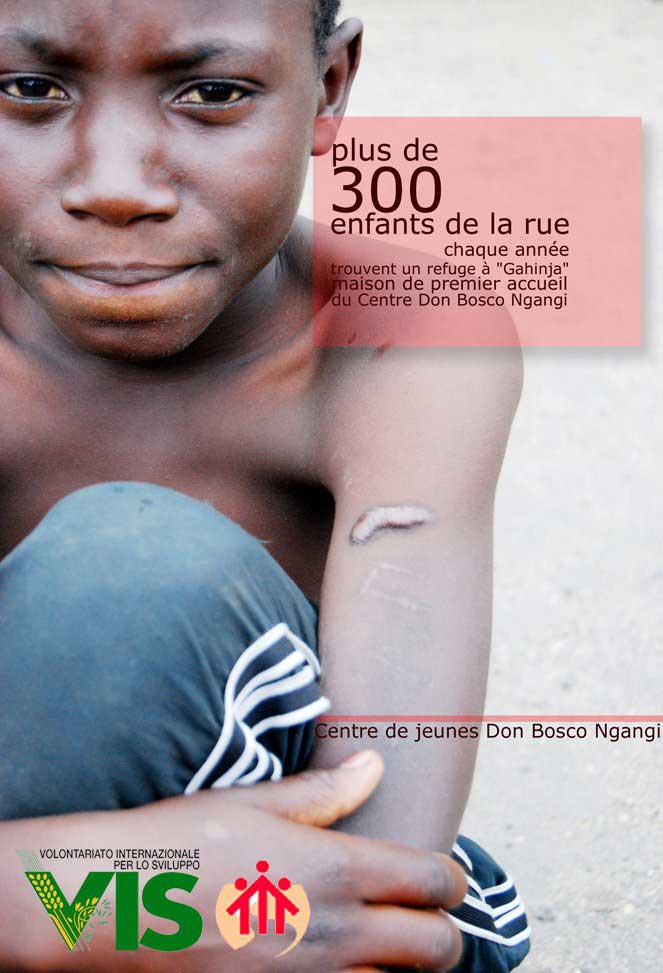 plus de
300
enfants de la rue
chaque année
trouvent un refuge à "Gahinja"
maison de premier accueil
du Centre Don Bosco Ngangi
Centre de jeunes Don Bosco Ngangi
VOLONTARIATO INTERNAZIONALE
PER LO SVILUPPO
VIS